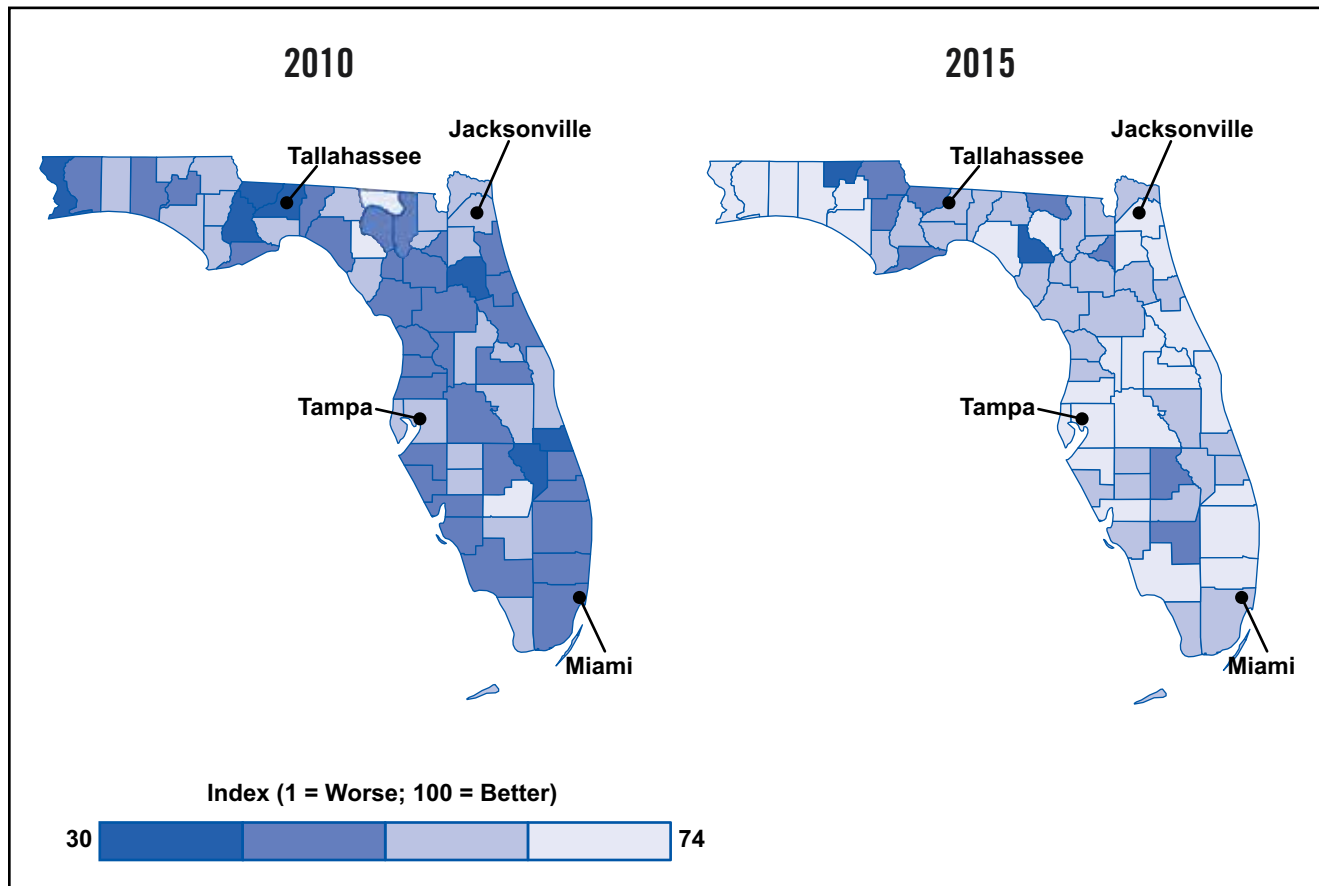 2010
Jacksonville
Tallahassee
Tampa
Miami
2015
Jacksonville
Tallahassee
Tampa
Miami
Index (1 = Worse; 100 = Better)
30
74